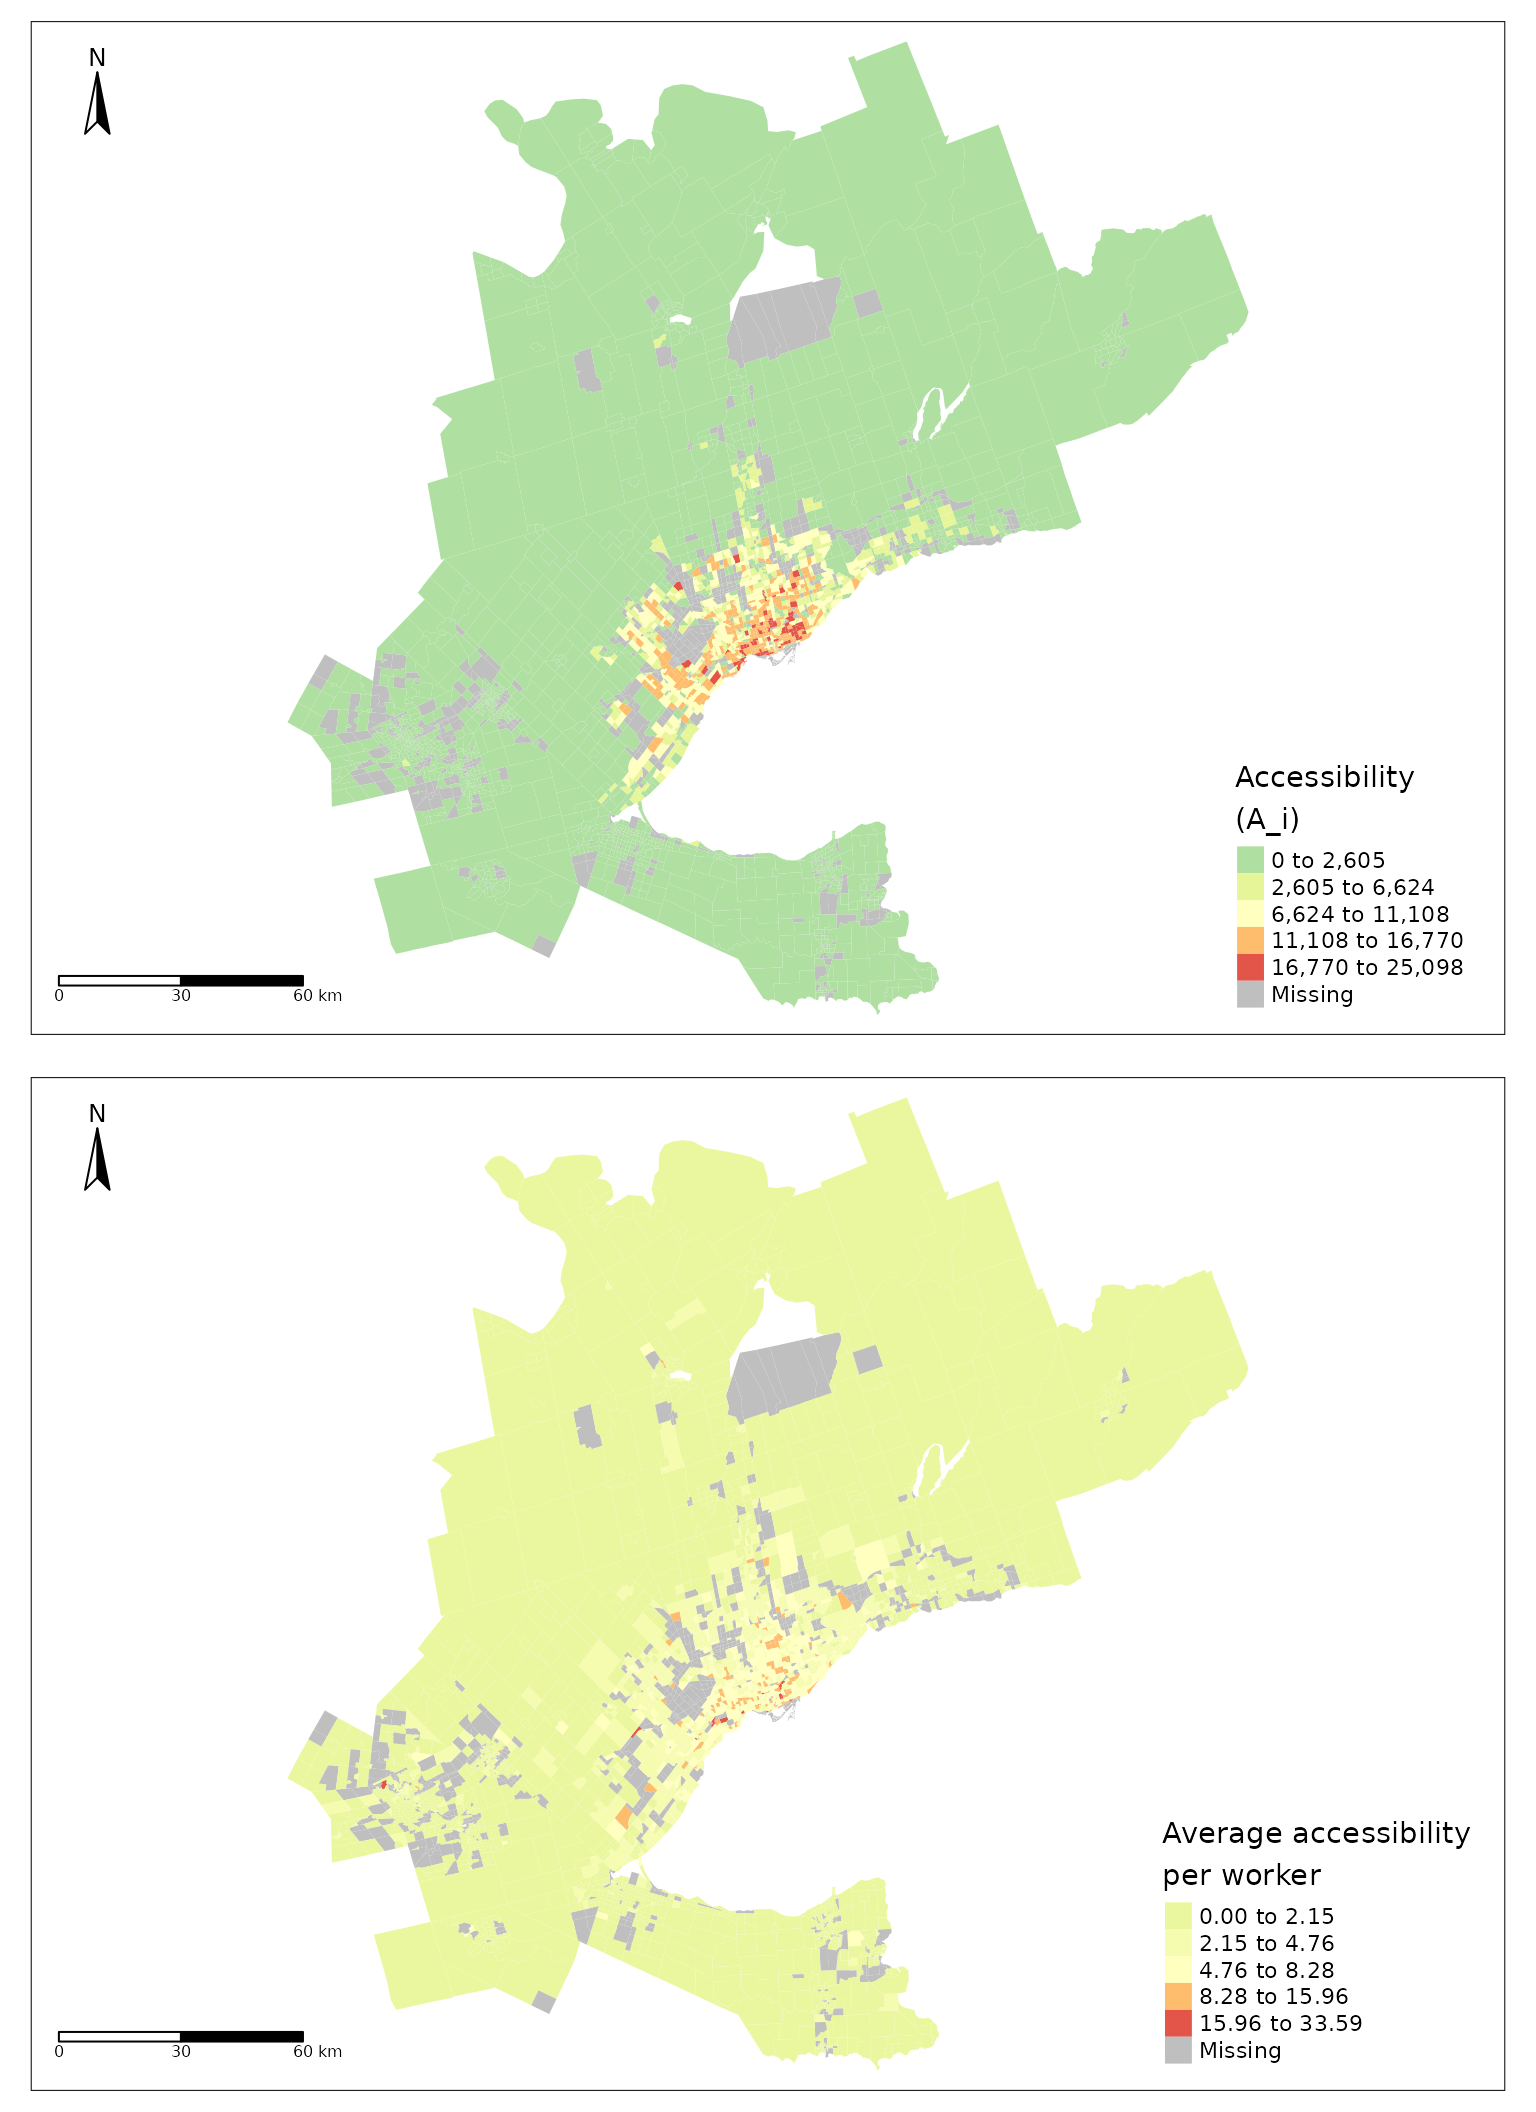 N
Accessibility
(A_i)
0 to 2,605
2,605 to 6,624
6,624 to 11,108
11,108 to 16,770
16,770 to 25,098
Missing
0 30 60 km
N
Average accessibility
per worker
0.00 to 2.15
2.15 to 4.76
4.76 to 8.28
8.28 to 15.96
15.96 to 33.59
Missing
0 30 60 km